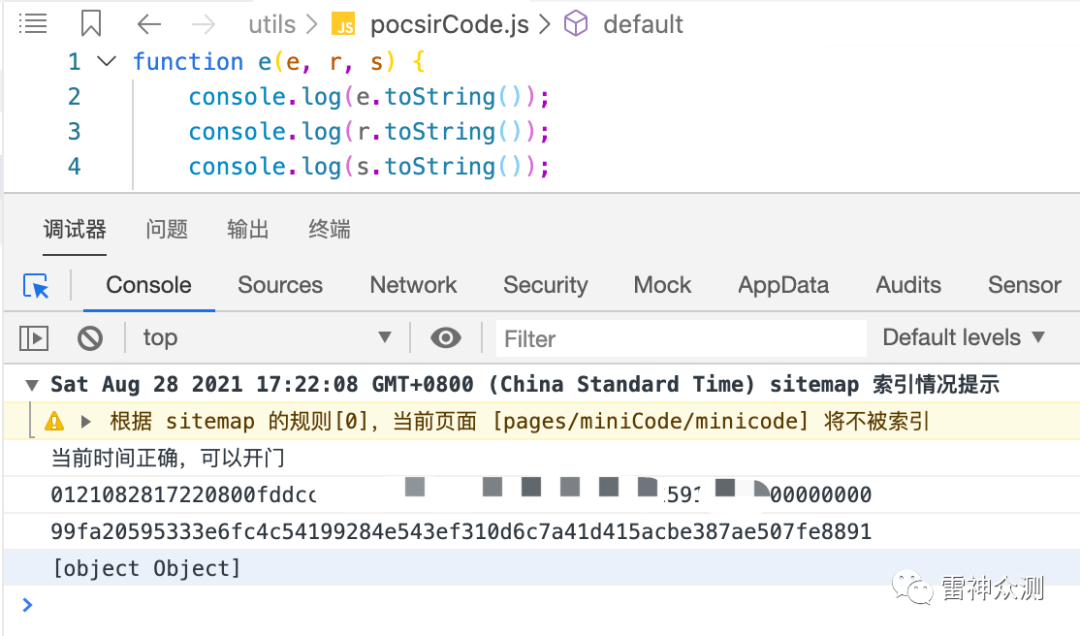 utils > JS pocsirCode.js > default
1 function e(e, r, s) {
2 console.log(e.toString());
3 console.log(r.toString());
4 console.log(s.toString());
调试器 问题 输出 终端
Console Sources Network Security Mock AppData Audits Sensor
top Filter Default levels
Sat Aug 28 2021 17:22:08 GMT+0800 (China Standard Time) sitemap 索引情况提示
根据 sitemap 的规则[0]，当前页面 [pages/miniCode/minicode] 将不被索引
当前时间正确，可以开门
0121082817220800fddcc 591 00000000
99fa20595333e6fc4c54199284e543ef310d6c7a41d415acbe387ae507fe8891
[object Object]
雷神众测